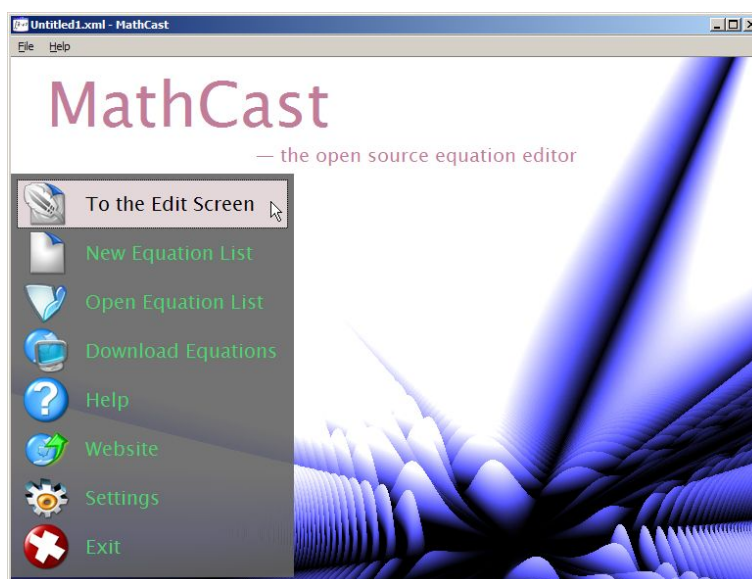 Untitled1.xml - MathCast
File Help
MathCast
— the open source equation editor
To the Edit Screen
New Equation List
Open Equation List
Download Equations
Help
Website
Settings
Exit